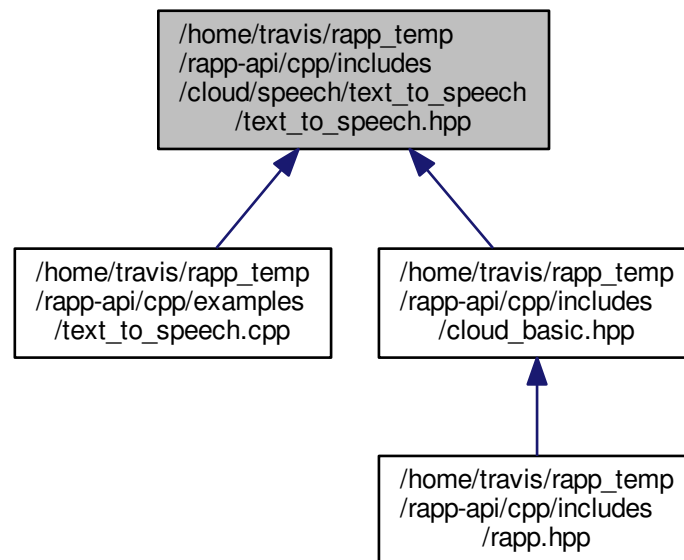 /home/travis/rapp_temp
/rapp-api/cpp/includes
/cloud/speech/text_to_speech
/text_to_speech.hpp
/home/travis/rapp_temp
/rapp-api/cpp/examples
/text_to_speech.cpp
/home/travis/rapp_temp
/rapp-api/cpp/includes
/cloud_basic.hpp
/home/travis/rapp_temp
/rapp-api/cpp/includes
/rapp.hpp